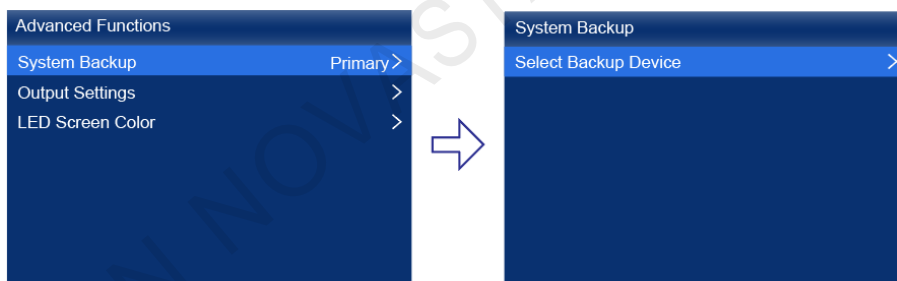 Advanced Functions
System Backup Primary >
Output Settings >
LED Screen Color >
System Backup
Select Backup Device >